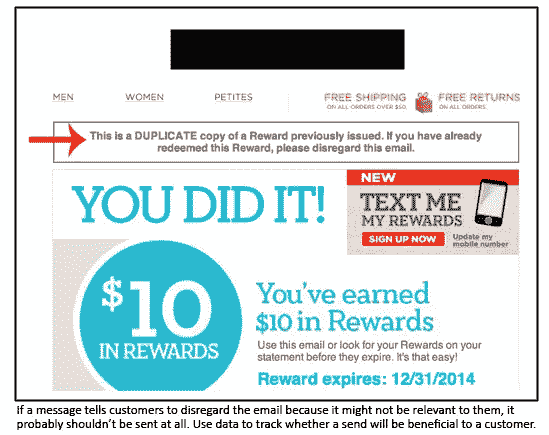 MEN WOMEN PETITES FREE SHIPPING FREE RETURNS
ON ALL ORDERS OVER $50 ON ALL ORDERS
This is a DUPLICATE copy of a Reward previously issued. If you have already
redeemed this Reward, please disregard this email.
YOU DID IT!
NEW
TEXT ME
MY REWARDS
SIGN UP NOW
Update my
mobile number
$10
IN REWARDS
You've earned
$10 in Rewards
Use this email or look for your Rewards on your
statement before they expire. It's that easy!
Reward expires: 12/31/2014
If a message tells customers to disregard the email because it might not be relevant to them, it
probably shouldn't be sent at all. Use data to track whether a send will be beneficial to a customer.